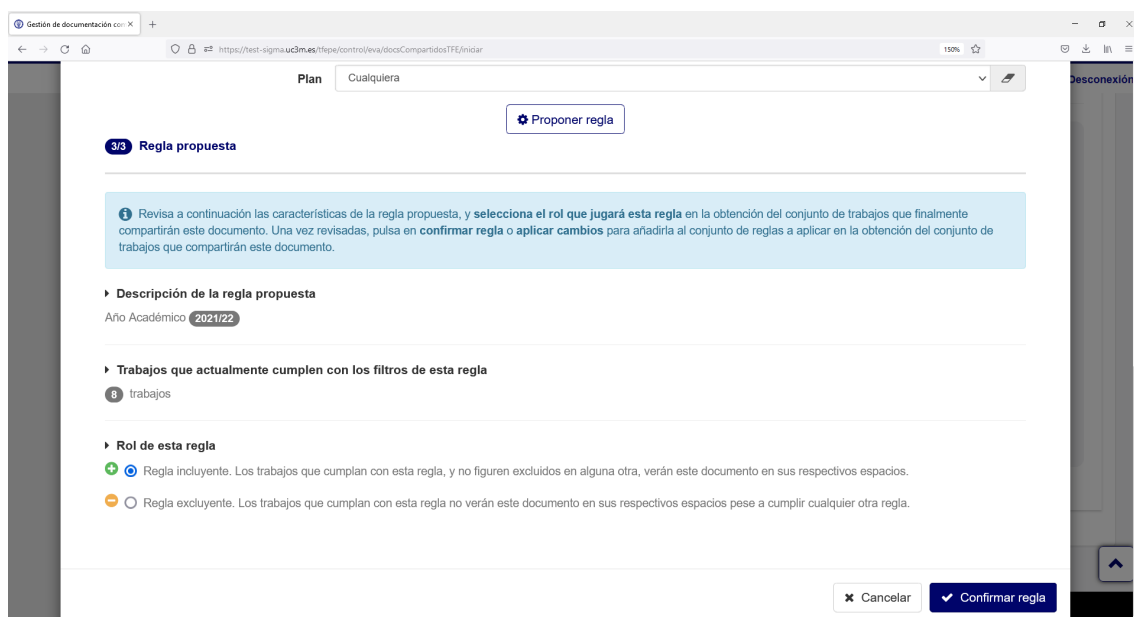 Gestión de documentación con
https://test-sigma.uc3m.es/tfepe/control/eva/docsCompartidosTFE/iniciar
150%
Desconexión
Plan
Cualquiera
Proponer regla
3/3 Regla propuesta
Revisa a continuación las características de la regla propuesta, y selecciona el rol que jugará esta regla en la obtención del conjunto de trabajos que finalmente
compartirán este documento. Una vez revisadas, pulsa en confirmar regla o aplicar cambios para añadirla al conjunto de reglas a aplicar en la obtención del conjunto de
trabajos que compartirán este documento.
Descripción de la regla propuesta
Año Académico 2021/22
Trabajos que actualmente cumplen con los filtros de esta regla
8 trabajos
Rol de esta regla
Regla incluyente. Los trabajos que cumplan con esta regla, y no figuren excluidos en alguna otra, verán este documento en sus respectivos espacios.
Regla excluyente. Los trabajos que cumplan con esta regla no verán este documento en sus respectivos espacios pese a cumplir cualquier otra regla.
Cancelar
Confirmar regla